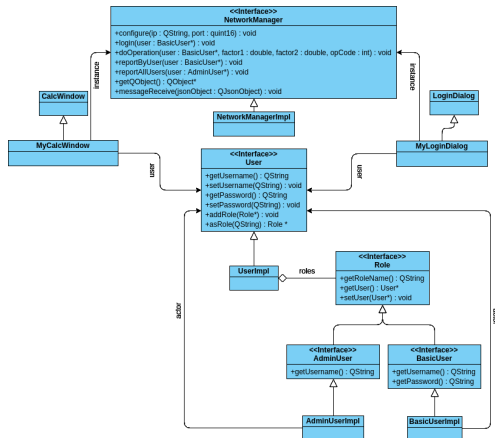 <<Interface>>
NetworkManager
+configure(ip : QString, port : quint16) : void
+login(user : BasicUser*) : void
+doOperation(user : BasicUser*, factor1 : double, factor2 : double, opCode : int) : void
+reportByUser(user : BasicUser*) : void
+reportAllUsers(user : AdminUser*) : void
+getQObject() : QObject*
+messageReceive(jsonObject : QJsonObject) : void
instance
instance
CalcWindow
LoginDialog
NetworkManagerImpl
MyCalcWindow
MyLoginDialog
<<Interface>>
User
+getUsername() : QString
+setUsername(QString) : void
+getPassword() : QString
+setPassword(QString) : void
+addRole(Role*) : void
+asRole(QString) : Role *
user
user
UserImpl
roles
<<Interface>>
Role
+getRoleName() : QString
+getUser() : User*
+setUser(User*) : void
actor
<<Interface>>
AdminUser
+getUsername() : QString
<<Interface>>
BasicUser
+getUsername() : QString
+getPassword() : QString
AdminUserImpl
BasicUserImpl